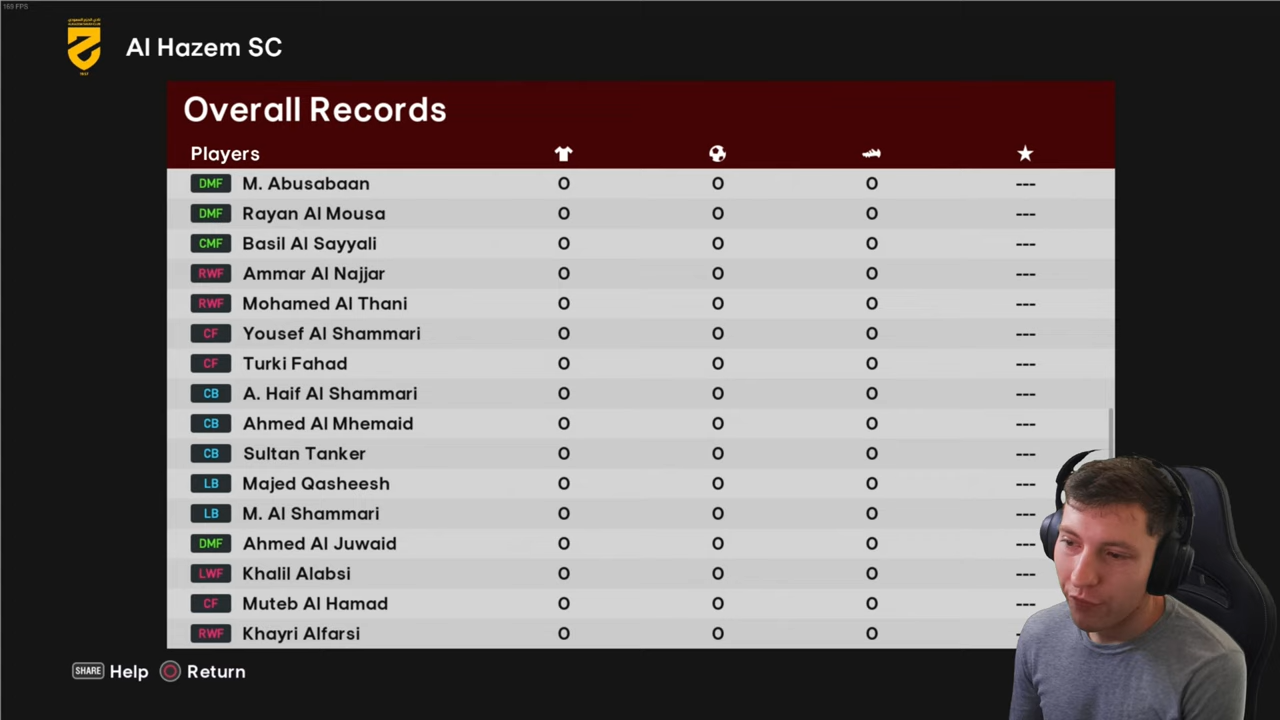 169 FPS
Al Hazem SC
Overall Records
Players
DMF M. Abusabaan 0 0 0 ---
DMF Rayan Al Mousa 0 0 0 ---
CMF Basil Al Sayyali 0 0 0 ---
RWF Ammar Al Najjar 0 0 0 ---
RWF Mohamed Al Thani 0 0 0 ---
CF Yousef Al Shammari 0 0 0 ---
CF Turki Fahad 0 0 0 ---
CB A. Haif Al Shammari 0 0 0 ---
CB Ahmed Al Mhemaid 0 0 0 ---
CB Sultan Tanker 0 0 0 ---
LB Majed Qasheesh 0 0 0 ---
LB M. Al Shammari 0 0 0 ---
DMF Ahmed Al Juwaid 0 0 0 ---
LWF Khalil Alabsi 0 0 0 ---
CF Muteb Al Hamad 0 0 0 ---
RWF Khayri Alfarsi 0 0 0
SHARE Help Return